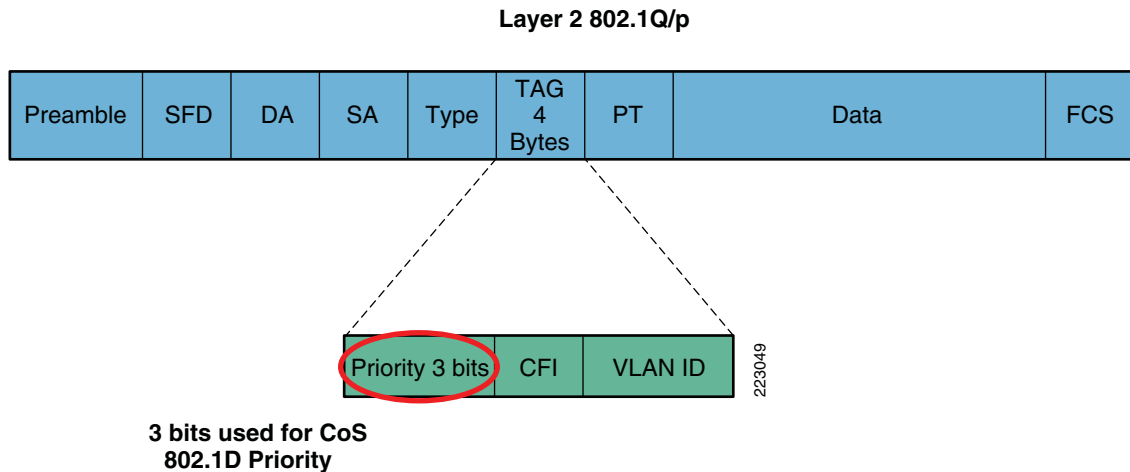 Layer 2 802.1Q/p
Preamble SFD DA SA Type TAG 4 Bytes PT Data FCS
Priority 3 bits CFI VLAN ID
223049
3 bits used for CoS
802.1D Priority